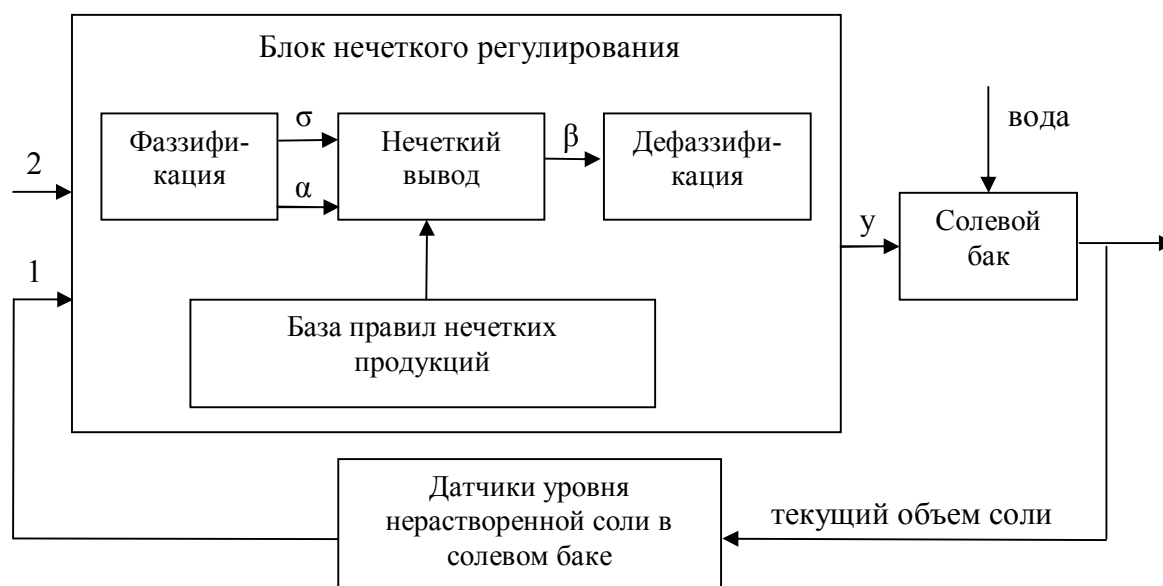 Блок нечеткого регулирования
σ
Фаззифи-
кация
α
Нечеткий
вывод
β
Дефаззифи-
кация
вода
2
1
y
Солевой
бак
База правил нечетких
продукций
Датчики уровня
нерастворенной соли в
солевом баке
текущий объем соли